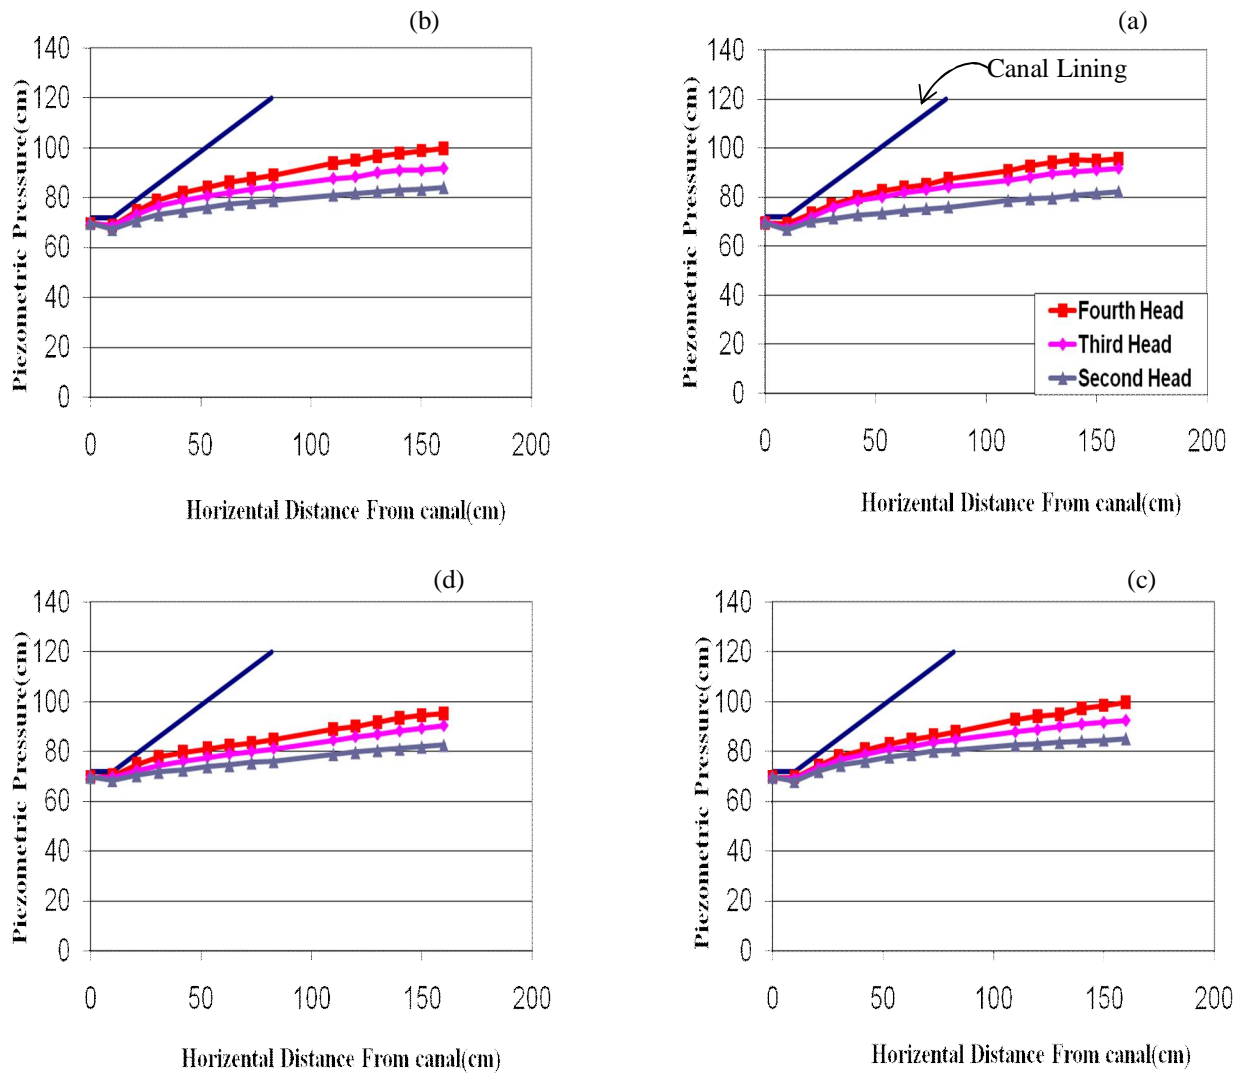 (b)
140
120
100
80
60
40
20
0
Piezometric Pressure(cm)
0 50 100 150 200
Horizental Distance From canal(cm)
(a)
Canal Lining
140
120
100
80
60
40
20
0
Piezometric Pressure(cm)
Fourth Head
Third Head
Second Head
0 50 100 150 200
Horizental Distance From canal(cm)
(d)
140
120
100
80
60
40
20
0
Piezometric Pressure(cm)
0 50 100 150 200
Horizental Distance From canal(cm)
(c)
140
120
100
80
60
40
20
0
Piezometric Pressure(cm)
0 50 100 150 200
Horizental Distance From canal(cm)